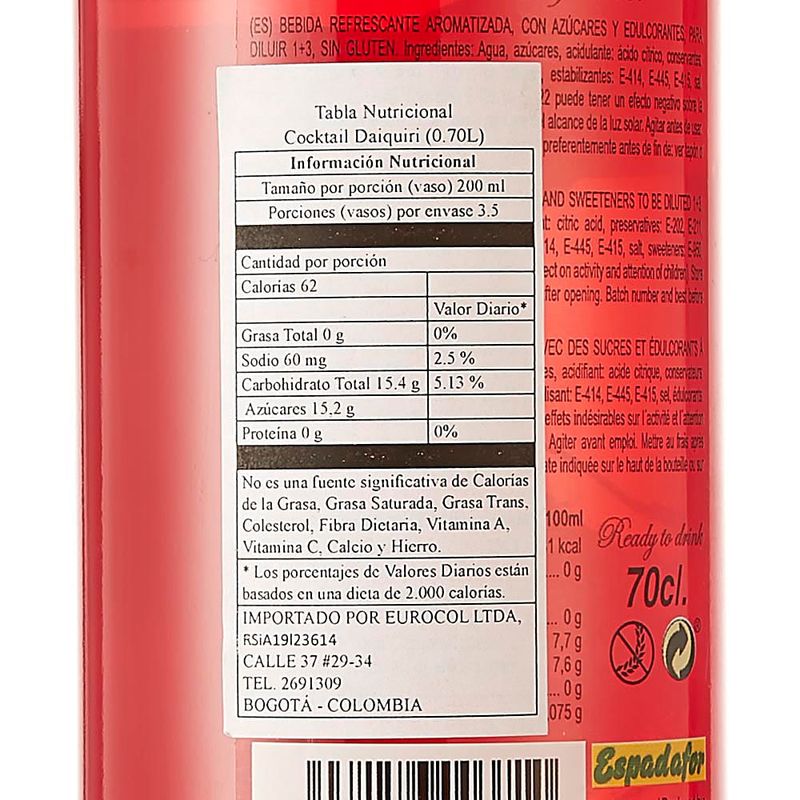 (ES) BEBIDA REFRESCANTE AROMATIZADA, CON AZÚCARES Y EDULCORANTES, PARA
DILUIR 1+3, SIN GLUTEN. Ingredientes: Agua, azúcares, acidulante: ácido cítrico, conservantes:
estabilizantes: E-414, E-445, E-415, sal,
puede tener un efecto negativo sobre la
alcance de la luz solar. Agitar antes de usar.
preferentemente antes de fin de: ver tapón o
Tabla Nutricional
Cocktail Daiquiri (0.70L)
Información Nutricional
Tamaño por porción (vaso) 200 ml
Porciones (vasos) por envase 3.5
Cantidad por porción
Calorías 62
Valor Diario*
Grasa Total 0 g 0%
Sodio 60 mg 2.5 %
Carbohidrato Total 15.4 g 5.13 %
Azúcares 15.2 g
Proteína 0 g 0%
No es una fuente significativa de Calorías
de la Grasa, Grasa Saturada, Grasa Trans,
Colesterol, Fibra Dietaria, Vitamina A,
Vitamina C, Calcio y Hierro.
* Los porcentajes de Valores Diarios están
basados en una dieta de 2.000 calorías.
IMPORTADO POR EUROCOL LTDA,
RSiA19I23614
CALLE 37 #29-34
TEL. 2691309
BOGOTÁ - COLOMBIA
AND SWEETENERS TO BE DILUTED 1+3,
citric acid, preservatives: E-202, E-211,
14, E-445, E-415, salt, sweeteners: E-950,
ect on activity and attention of children). Store
after opening. Batch number and best before
VEC DES SUCRES ET ÉDULCORANTS À
acidifiant: acide citrique, conservateurs:
isant: E-414, E-445, E-415, sel, édulcorants
effets indésirables sur l'activité et l'attention
Agiter avant emploi. Mettre au frais après
indiquée sur le haut de la bouteille ou sur
100ml
1 kcal
0 g
0 g
7,7 g
7,6 g
0 g
,075 g
Ready to drink
70cl.
Espadafor